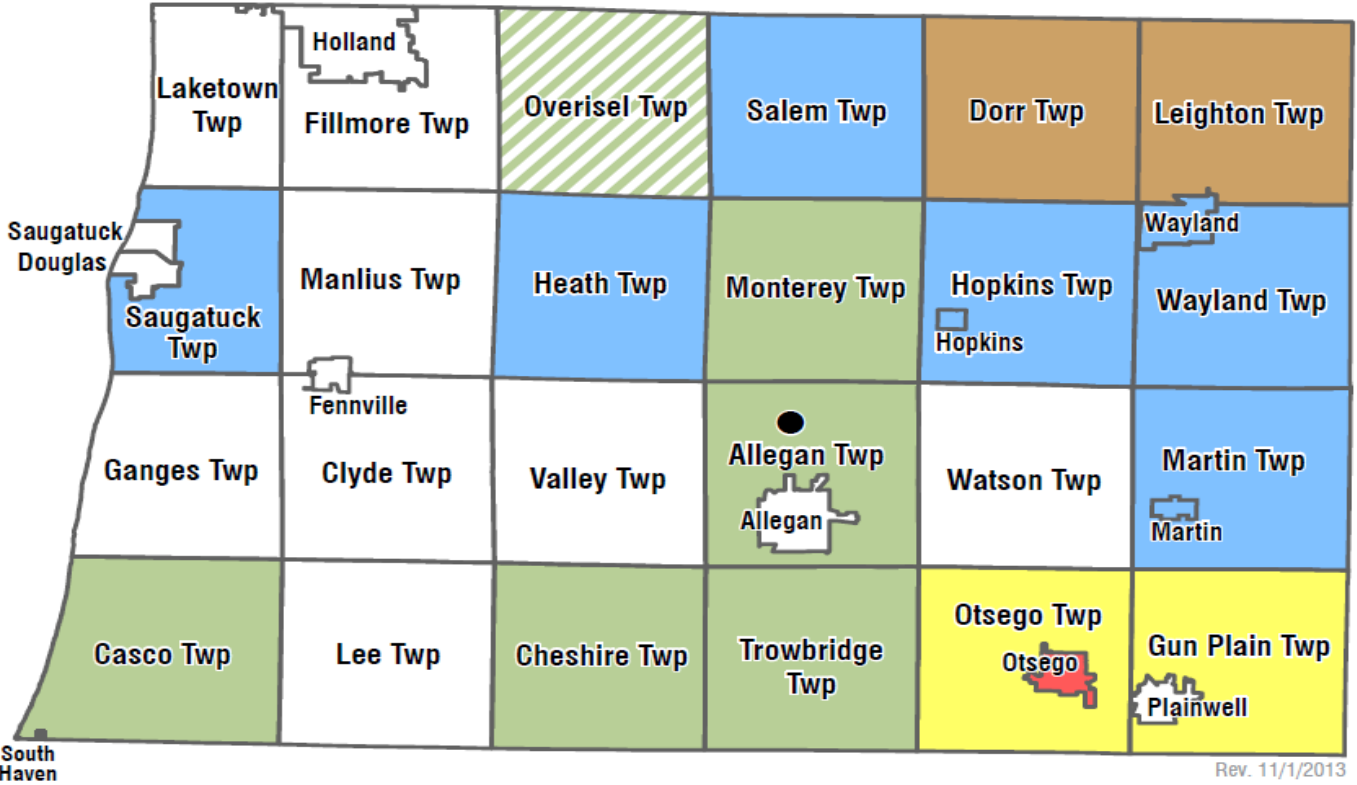 Holland
Laketown
Twp
Fillmore Twp
Overisel Twp
Salem Twp
Dorr Twp
Leighton Twp
Saugatuck
Douglas
Saugatuck
Twp
Manlius Twp
Heath Twp
Monterey Twp
Hopkins Twp
Hopkins
Wayland
Wayland Twp
Fennville
Ganges Twp
Clyde Twp
Valley Twp
Allegan Twp
Allegan
Watson Twp
Martin Twp
Martin
Casco Twp
Lee Twp
Cheshire Twp
Trowbridge
Twp
Otsego Twp
Otsego
Gun Plain Twp
Plainwell
South
Haven
Rev. 11/1/2013